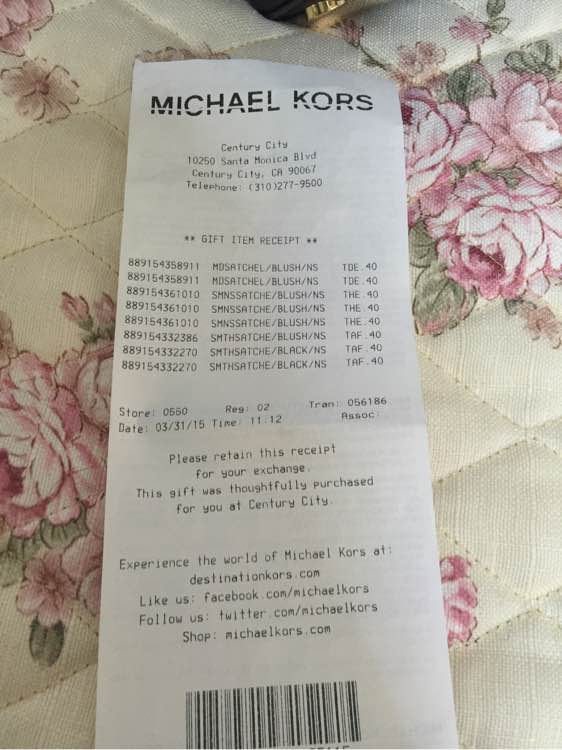 MICHAEL KORS
Century City
10250 Santa Monica Blvd
Century City, CA 90067
Telephone: (310)277-9500
** GIFT ITEM RECEIPT **
889154358911 MDSATCHEL/BLUSH/NS TDE.40
889154358911 MDSATCHEL/BLUSH/NS TDE.40
889154361010 SMNSSATCHE/BLUSH/NS THE.40
889154361010 SMNSSATCHE/BLUSH/NS THE.40
889154361010 SMNSSATCHE/BLUSH/NS THE.40
889154332386 SMTHSATCHE/BLUSH/NS TAF.40
889154332270 SMTHSATCHE/BLACK/NS TAF.40
889154332270 SMTHSATCHE/BLACK/NS TAF.40
Store: 0550 Reg: 02 Tran: 056186
Date: 03/31/15 Time: 11:12 Assoc:
Please retain this receipt
for your exchange.
This gift was thoughtfully purchased
for you at Century City.
Experience the world of Michael Kors at:
destinationkors.com
Like us: facebook.com/michaelkors
Follow us: twitter.com/michaelkors
Shop: michaelkors.com